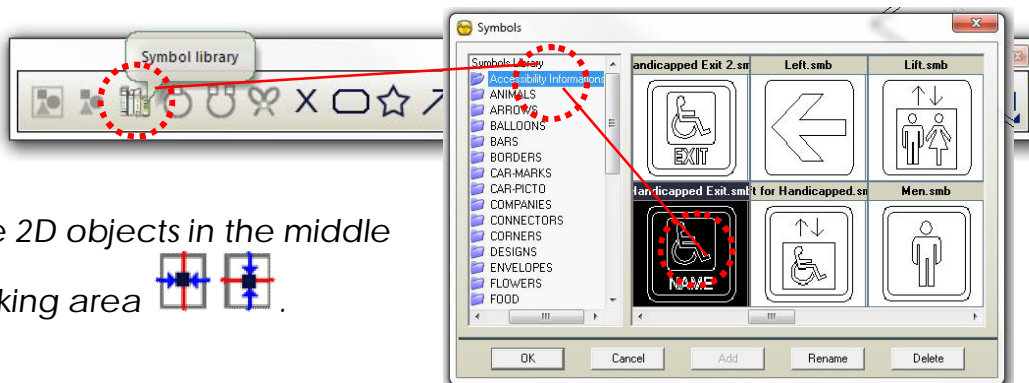 Symbol library
Symbols
Symbols Library
Accessibility Informations
ANIMALS
ARROWS
BALLOONS
BARS
BORDERS
CAR-MARKS
CAR-PICTO
COMPANIES
CONNECTORS
CORNERS
DESIGNS
ENVELOPES
FLOWERS
FOOD
andicapped Exit 2.sm
Left.smb
Lift.smb
EXIT
Handicapped Exit.smb
t for Handicapped.sm
Men.smb
NAME
OK
Cancel
Add
Rename
Delete
e 2D objects in the middle
king area .